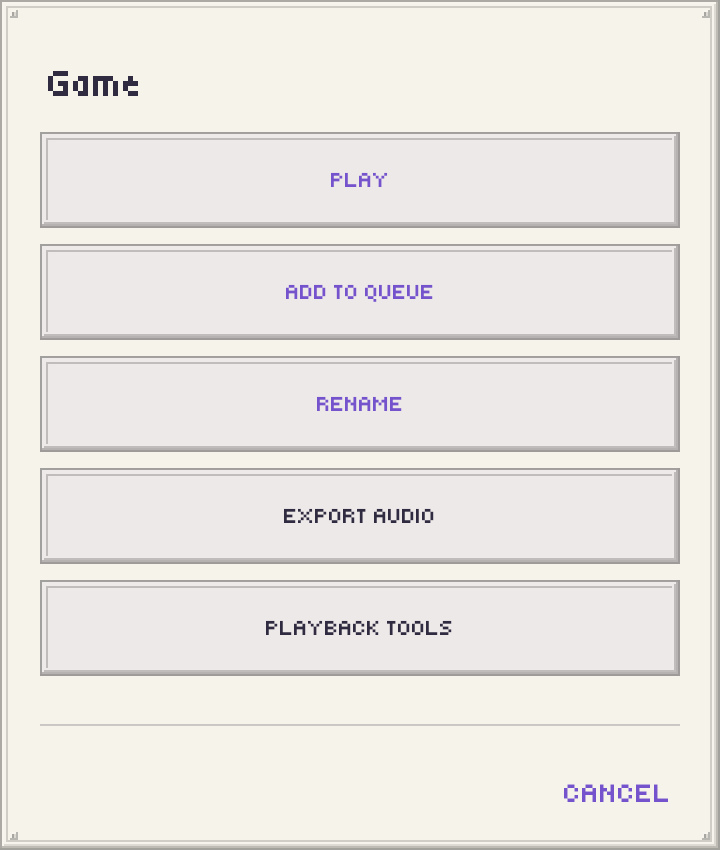 Game
PLAY
ADD TO QUEUE
RENAME
EXPORT AUDIO
PLAYBACK TOOLS
CANCEL